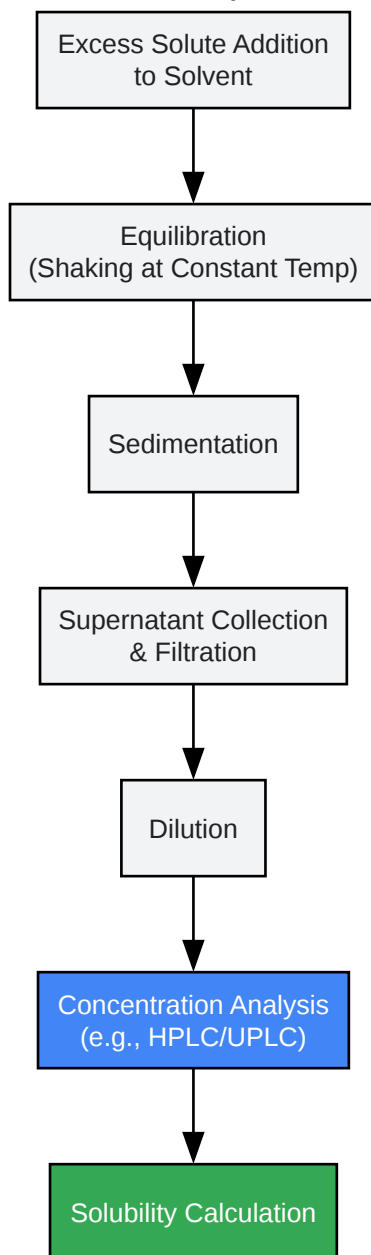 Excess Solute Addition
to Solvent
Equilibration
(Shaking at Constant Temp)
Sedimentation
Supernatant Collection
& Filtration
Dilution
Concentration Analysis
(e.g., HPLC/UPLC)
Solubility Calculation